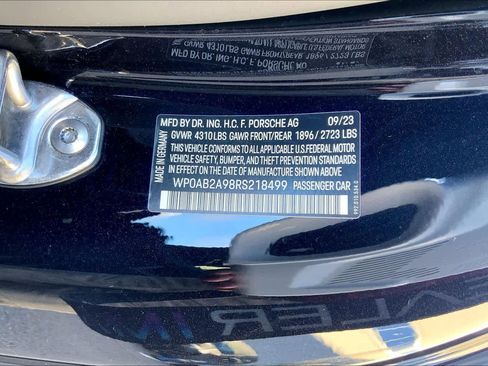 MFD BY DR. ING. H.C. F. PORSCHE AG 09/23
GVWR 4310LBS GAWR FRONT/REAR 1896/2723 LBS
THIS VEHICLE CONFORMS TO ALL APPLICABLE U.S.FEDERAL MOTOR
VEHICLE SAFETY, BUMPER, AND THEFT PREVENTION STANDARDS
IN EFFECT ON THE DATE OF MANUFACTURE SHOWN ABOVE.
WP0AB2A98RS218499 PASSENGER CAR
MADE IN GERMANY